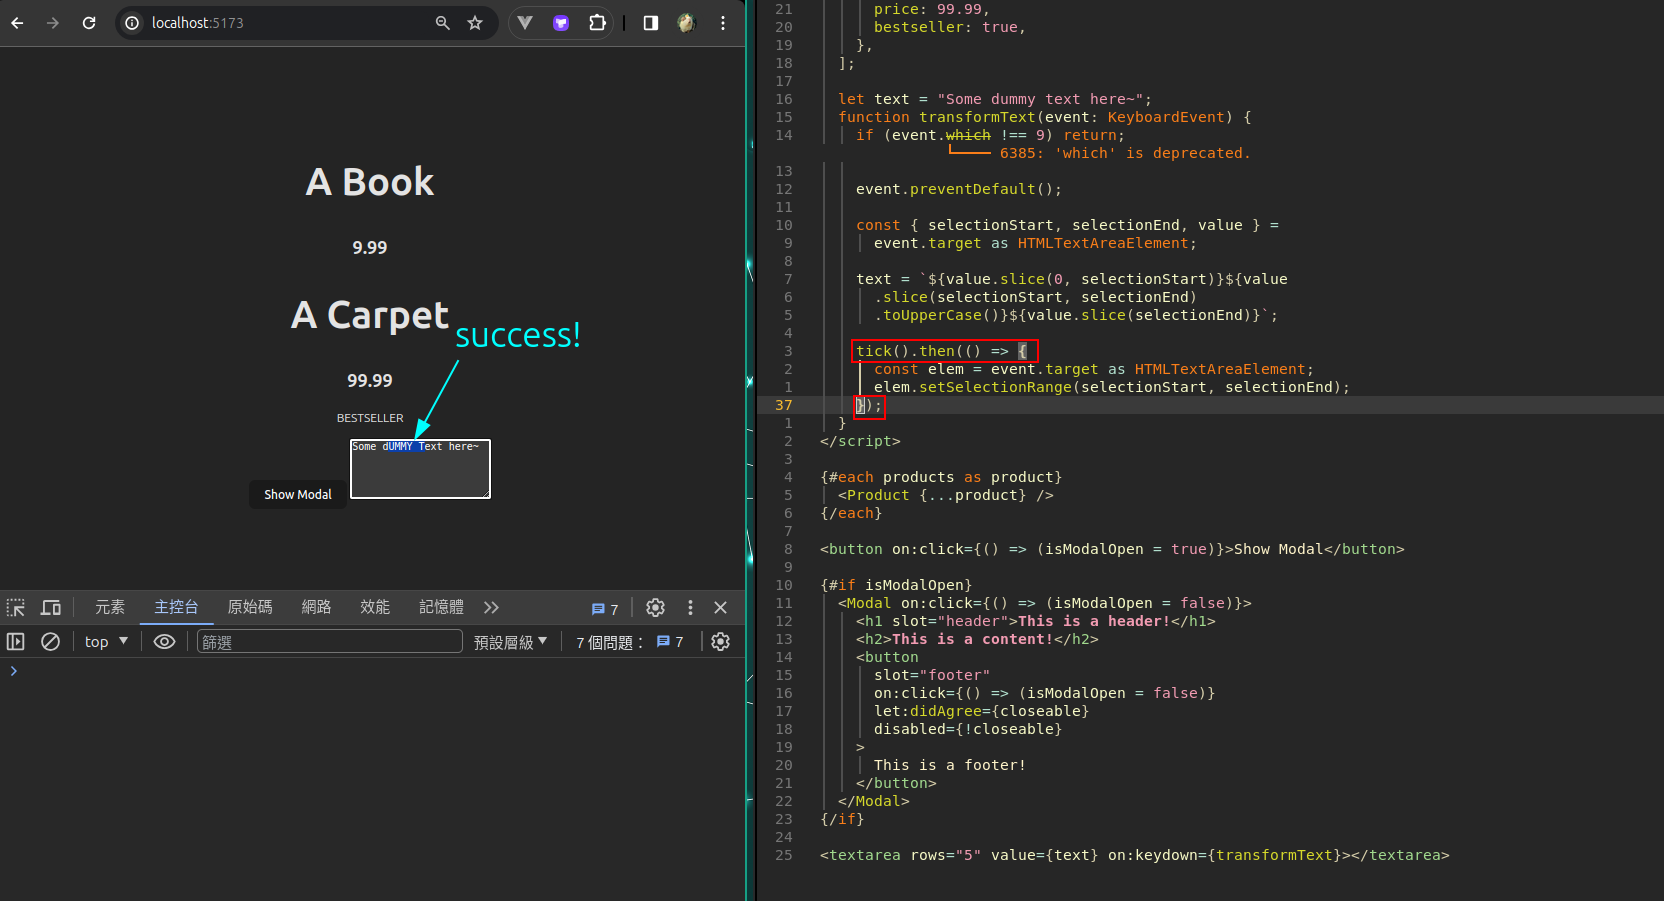 localhost:5173
A Book
9.99
A Carpet
success!
99.99
BESTSELLER
Some dUMMY Text here~
Show Modal
元素 主控台 原始碼 網路 效能 記憶體 7
top ▼ 篩選 預設層級 ▼ 7 個問題： 7
>
21 price: 99.99,
20 bestseller: true,
19 },
18 ];
17
16 let text = "Some dummy text here~";
15 function transformText(event: KeyboardEvent) {
14 if (event.which !== 9) return;
6385: 'which' is deprecated.
13
12 event.preventDefault();
11
10 const { selectionStart, selectionEnd, value } =
9 event.target as HTMLTextAreaElement;
8
7 text = `${value.slice(0, selectionStart)}${value
6 .slice(selectionStart, selectionEnd)
5 .toUpperCase()}${value.slice(selectionEnd)}`;
4
3 tick().then(() => {
2 const elem = event.target as HTMLTextAreaElement;
1 elem.setSelectionRange(selectionStart, selectionEnd);
37 });
1 }
2 </script>
3
4 {#each products as product}
5 <Product {...product} />
6 {/each}
7
8 <button on:click={() => (isModalOpen = true)}>Show Modal</button>
9
10 {#if isModalOpen}
11 <Modal on:click={() => (isModalOpen = false)}>
12 <h1 slot="header">This is a header!</h1>
13 <h2>This is a content!</h2>
14 <button
15 slot="footer"
16 on:click={() => (isModalOpen = false)}
17 let:didAgree={closeable}
18 disabled={!closeable}
19 >
20 This is a footer!
21 </button>
22 </Modal>
23 {/if}
24
25 <textarea rows="5" value={text} on:keydown={transformText}></textarea>